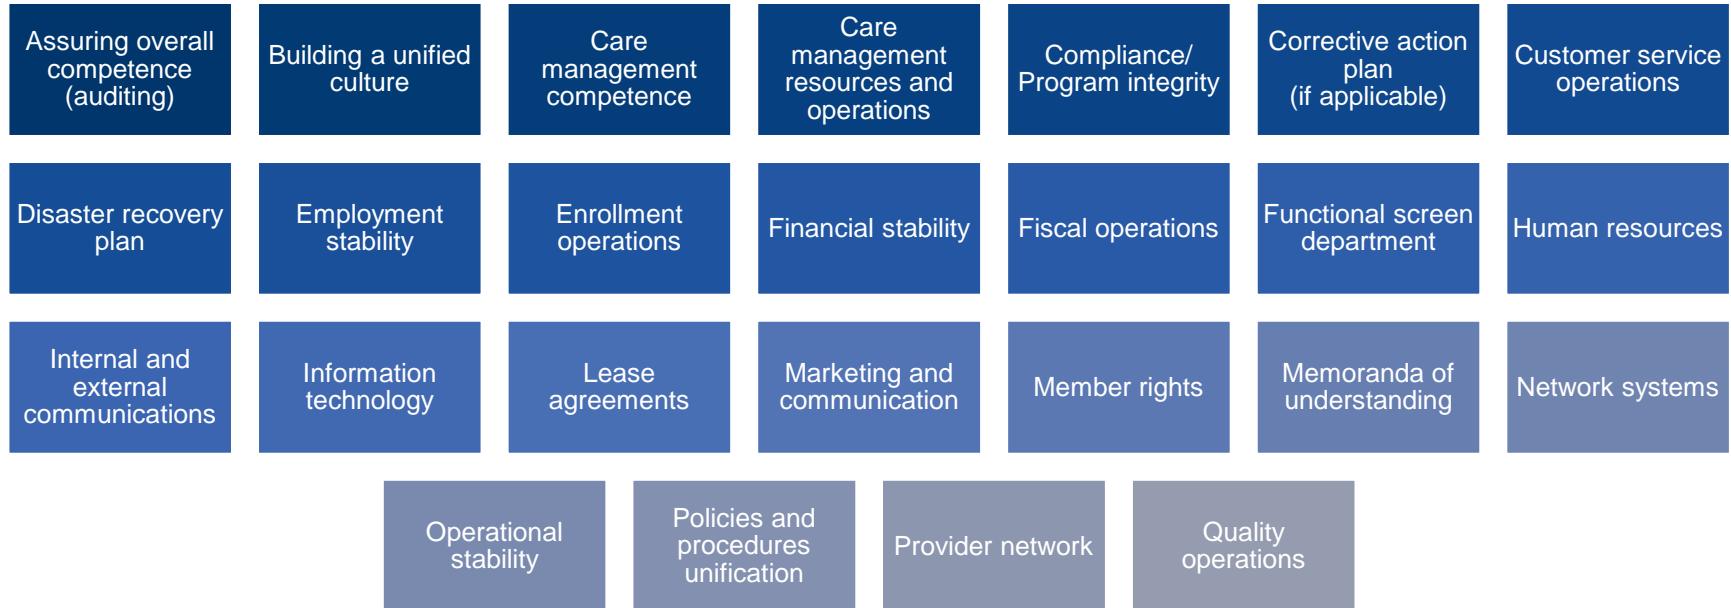 Assuring overall
competence
(auditing)
Building a unified
culture
Care
management
competence
Care
management
resources and
operations
Compliance/
Program integrity
Corrective action
plan
(if applicable)
Customer service
operations
Disaster recovery
plan
Employment
stability
Enrollment
operations
Financial stability
Fiscal operations
Functional screen
department
Human resources
Internal and
external
communications
Information
technology
Lease
agreements
Marketing and
communication
Member rights
Memoranda of
understanding
Network systems
Operational
stability
Policies and
procedures
unification
Provider network
Quality
operations